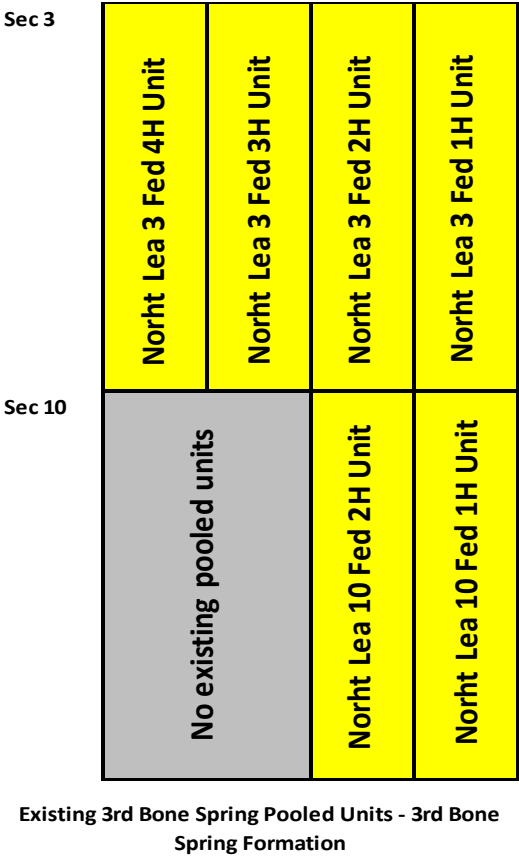 Sec 3
Norht Lea 3 Fed 4H Unit
Norht Lea 3 Fed 3H Unit
Norht Lea 3 Fed 2H Unit
Norht Lea 3 Fed 1H Unit
Sec 10
No existing pooled units
Norht Lea 10 Fed 2H Unit
Norht Lea 10 Fed 1H Unit
Existing 3rd Bone Spring Pooled Units - 3rd Bone
Spring Formation